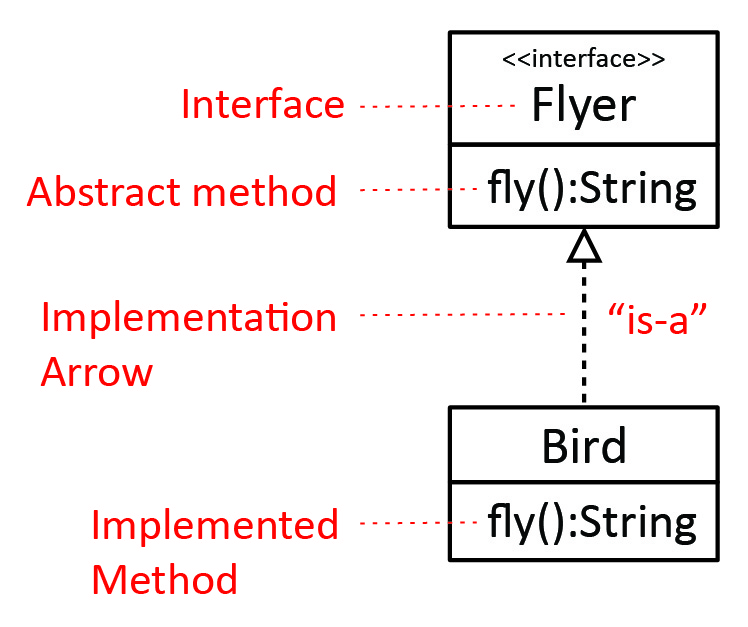 <<interface>>
Interface
Flyer
Abstract method
fly():String
Implementation
Arrow
“is-a”
Bird
Implemented
Method
fly():String